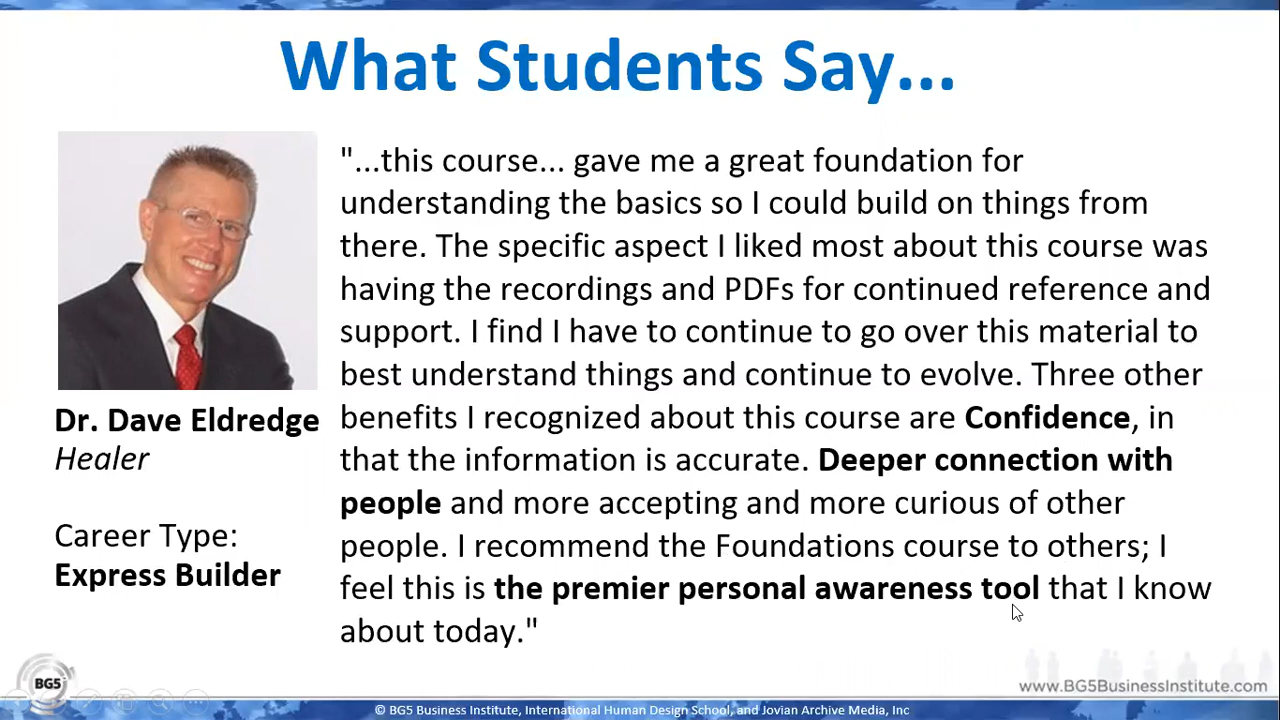 What Students Say...
"...this course... gave me a great foundation for
understanding the basics so I could build on things from
there. The specific aspect I liked most about this course was
having the recordings and PDFs for continued reference and
support. I find I have to continue to go over this material to
best understand things and continue to evolve. Three other
benefits I recognized about this course are Confidence, in
that the information is accurate. Deeper connection with
people and more accepting and more curious of other
people. I recommend the Foundations course to others; I
feel this is the premier personal awareness tool that I know
about today."
Dr. Dave Eldredge
Healer
Career Type:
Express Builder
BG5
www.BG5BusinessInstitute.com
© BG5 Business Institute, International Human Design School, and Jovian Archive Media, Inc